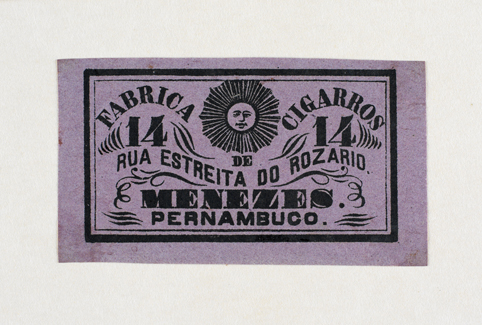 FABRICA DE CIGARROS
14 14
RUA ESTREITA DO ROZARIO.
MENEZES.
PERNAMBUCO.